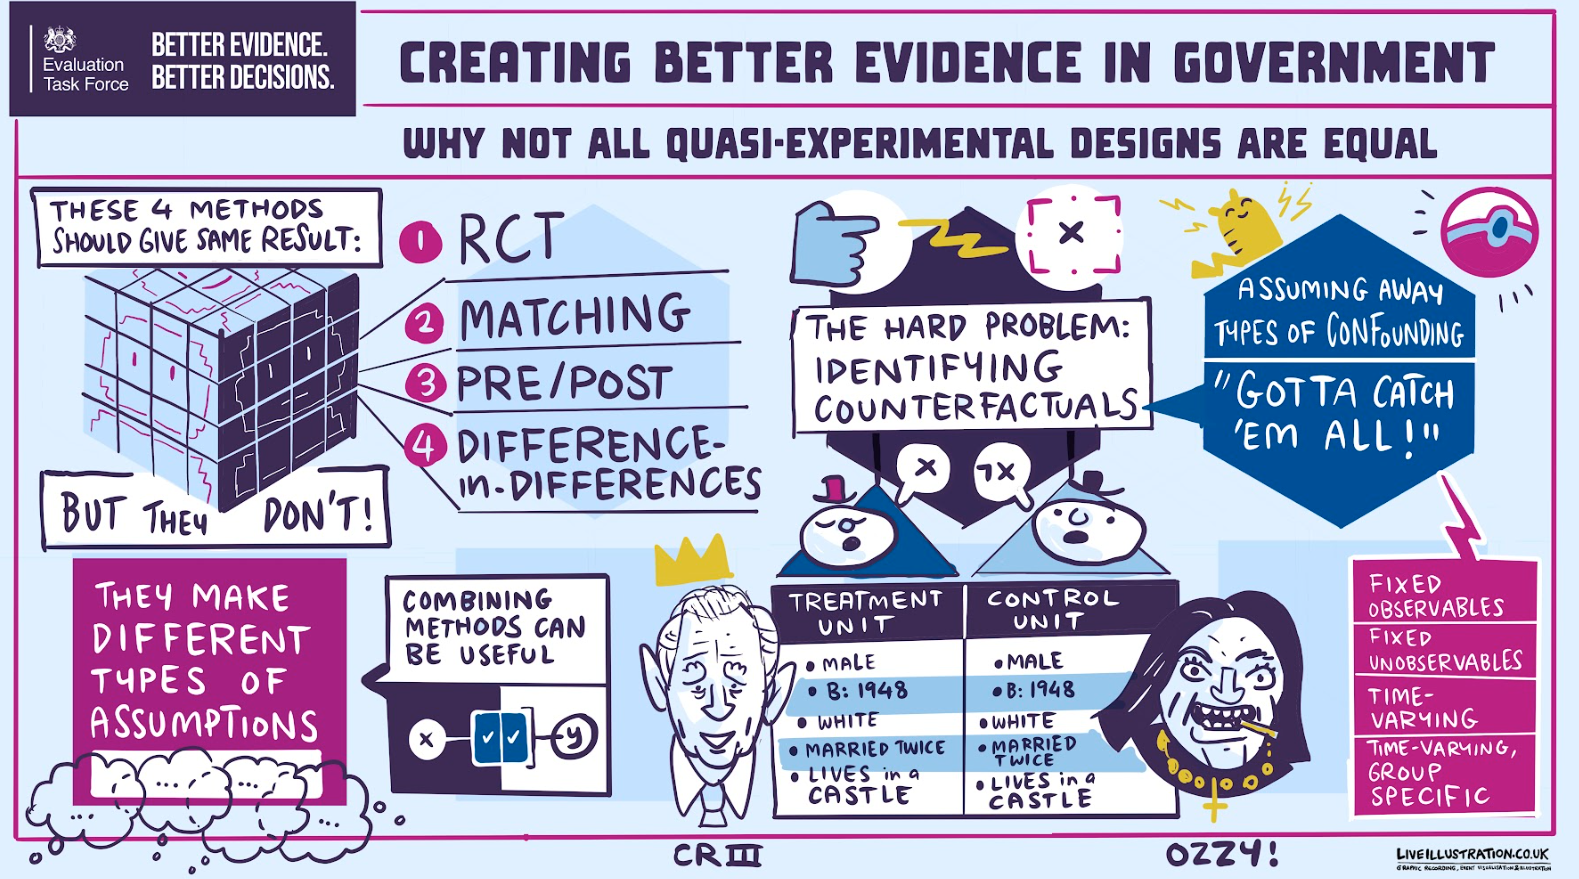 Evaluation
Task Force
BETTER EVIDENCE.
BETTER DECISIONS.
CREATING BETTER EVIDENCE IN GOVERNMENT
WHY NOT ALL QUASI-EXPERIMENTAL DESIGNS ARE EQUAL
THESE 4 METHODS
SHOULD GIVE SAME RESULT:
BUT THEY DON'T!
1 RCT
2 MATCHING
3 PRE/POST
4 DIFFERENCE-
in-DIFFERENCES
THEY MAKE
DIFFERENT
TYPES OF
ASSUMPTIONS
COMBINING
METHODS CAN
BE USEFUL
x
y
x
THE HARD PROBLEM:
IDENTIFYING
COUNTERFACTUALS
x
¬x
TREATMENT
UNIT
• MALE
• B: 1948
• WHITE
• MARRIED TWICE
• LIVES in a
CASTLE
CONTROL
UNIT
• MALE
• B: 1948
• WHITE
• MARRIED
TWICE
• LIVES in a
CASTLE
CR III
OZZY!
ASSUMING AWAY
TYPES OF CONFOUNDING
"GOTTA CATCH
'EM ALL!"
FIXED
OBSERVABLES
FIXED
UNOBSERVABLES
TIME-
VARYING
TIME-VARYING,
GROUP
SPECIFIC
LIVEILLUSTRATION.CO.UK
GRAPHIC RECORDING, EVENT VISUALISATION & ILLUSTRATION